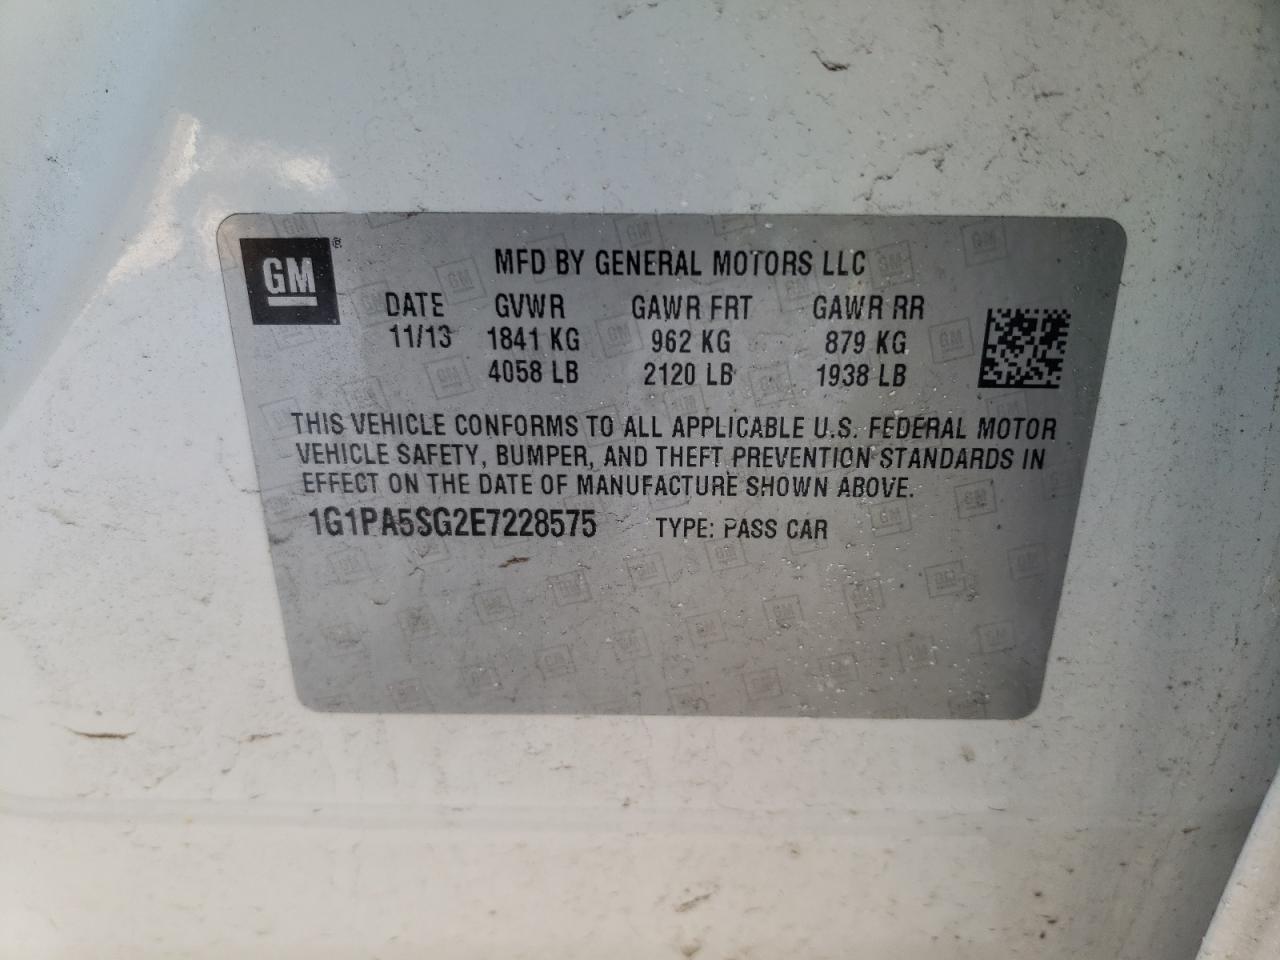 GM®
MFD BY GENERAL MOTORS LLC
DATE GVWR GAWR FRT GAWR RR
11/13 1841 KG 962 KG 879 KG
4058 LB 2120 LB 1938 LB
THIS VEHICLE CONFORMS TO ALL APPLICABLE U.S. FEDERAL MOTOR
VEHICLE SAFETY, BUMPER, AND THEFT PREVENTION STANDARDS IN
EFFECT ON THE DATE OF MANUFACTURE SHOWN ABOVE.
1G1PA5SG2E7228575 TYPE: PASS CAR